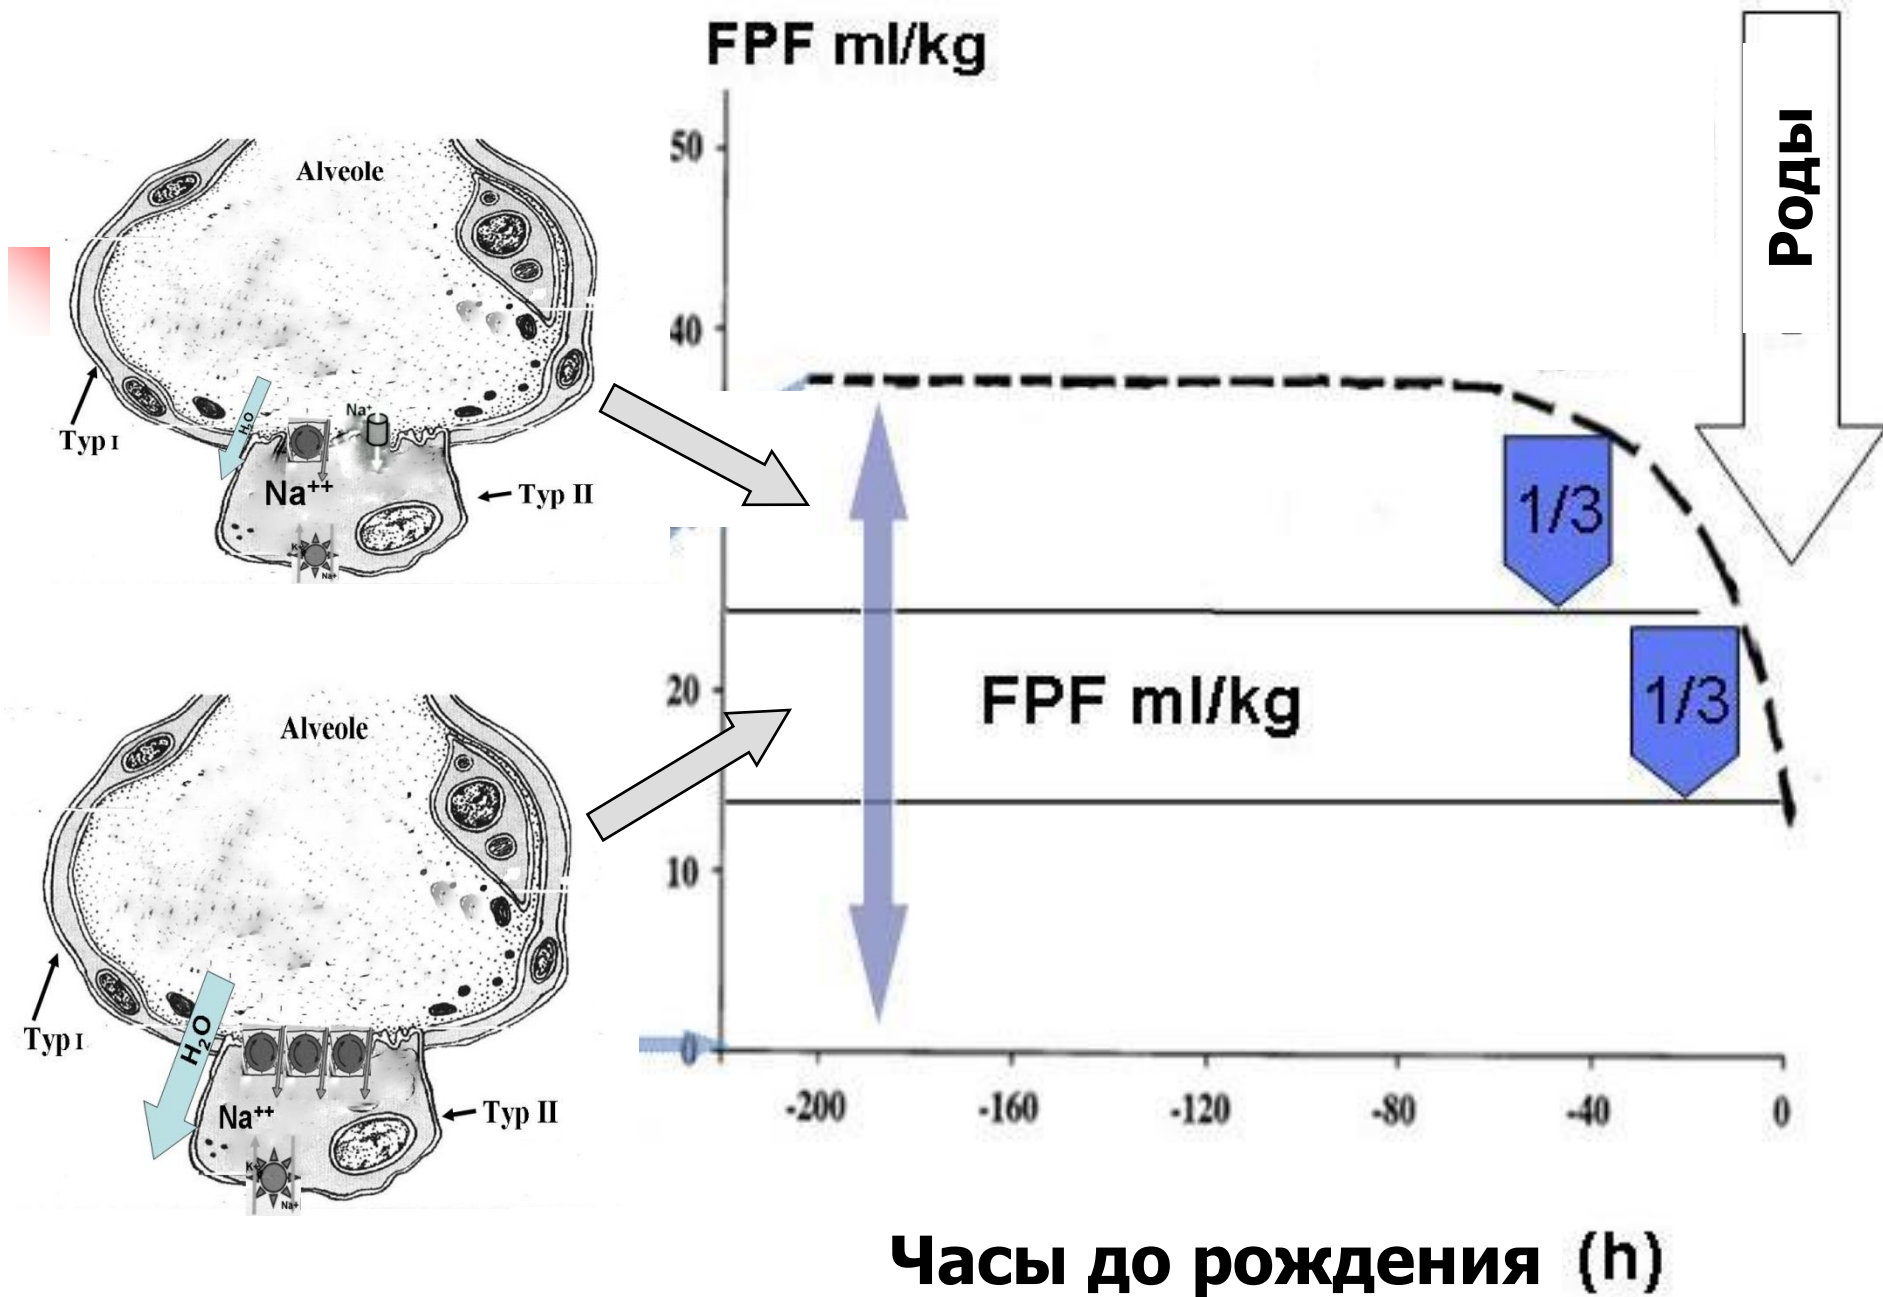 FPF ml/kg
Роды
50
40
20
10
0
Alveole
Typ I
H₂O
Na⁺
Na⁺⁺
Typ II
K+
Na+
1/3
1/3
FPF ml/kg
Alveole
Typ I
H₂O
Na⁺⁺
Typ II
K+
Na+
-200
-160
-120
-80
-40
0
Часы до рождения (h)